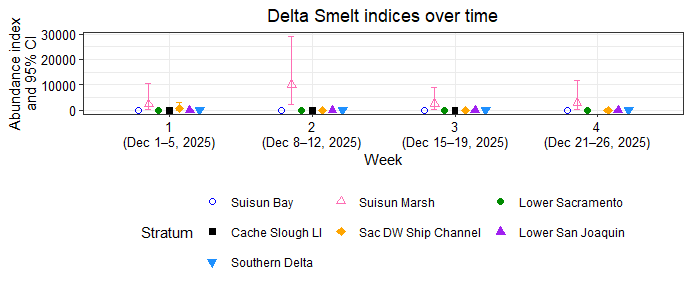 Delta Smelt indices over time
Abundance index
and 95% CI
30000
20000
10000
0
1
(Dec 1–5, 2025)
2
(Dec 8–12, 2025)
3
(Dec 15–19, 2025)
4
(Dec 21–26, 2025)
Week
Stratum
Suisun Bay
Suisun Marsh
Lower Sacramento
Cache Slough LI
Sac DW Ship Channel
Lower San Joaquin
Southern Delta